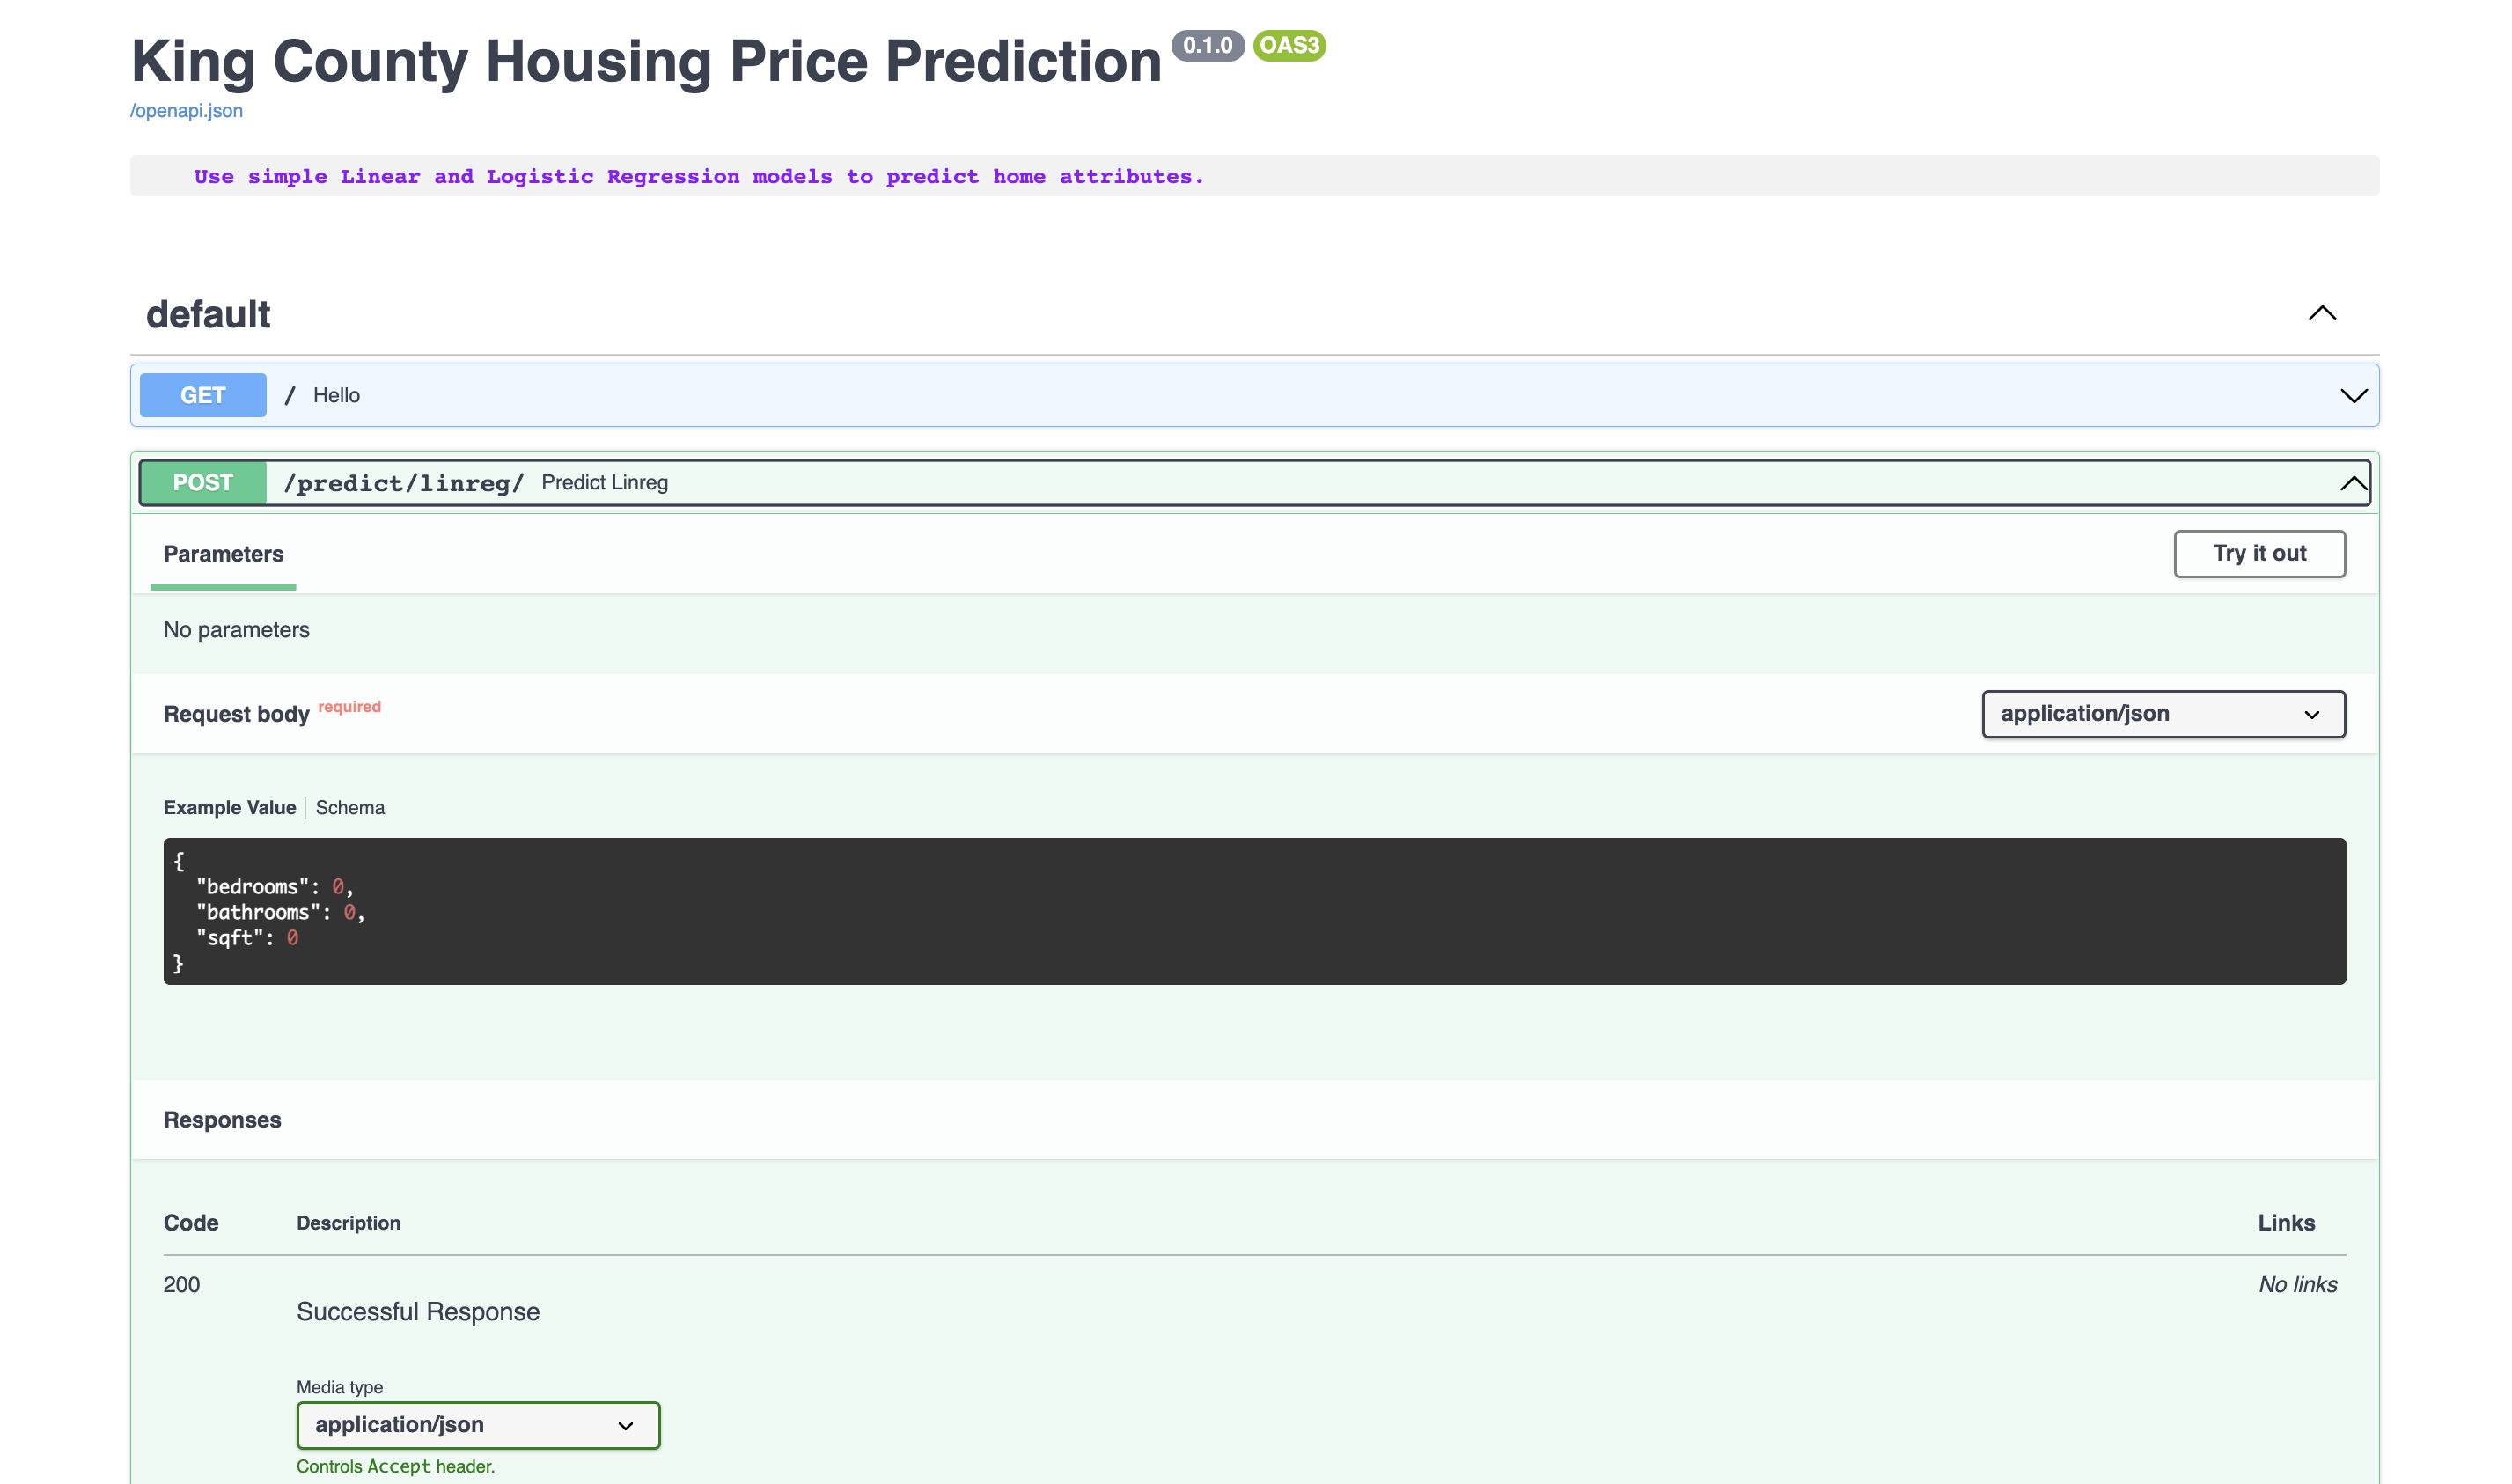 King County Housing Price Prediction 0.1.0 OAS3
/openapi.json
Use simple Linear and Logistic Regression models to predict home attributes.
default
GET / Hello
POST /predict/linreg/ Predict Linreg
Parameters Try it out
No parameters
Request body required application/json
Example Value Schema
{
"bedrooms": 0,
"bathrooms": 0,
"sqft": 0
}
Responses
Code Description Links
200 No links
Successful Response
Media type
application/json
Controls Accept header.